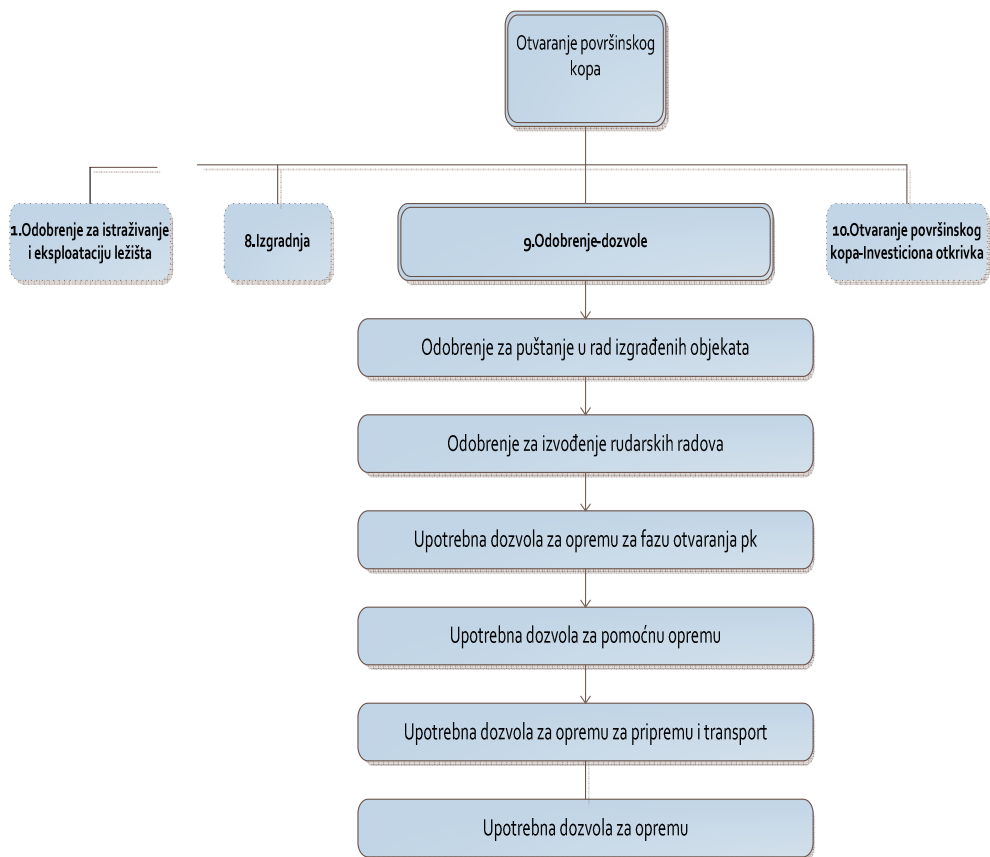 Otvaranje površinskog
kopa
1.Odobrenje za istraživanje
i eksploataciju ležišta
8.Izgradnja
9.Odobrenje-dozvole
10.Otvaranje površinskog
kopa-Investiciona otkrivka
Odobrenje za puštanje u rad izgrađenih objekata
Odobrenje za izvođenje rudarskih radova
Upotrebna dozvola za opremu za fazu otvaranja pk
Upotrebna dozvola za pomoćnu opremu
Upotrebna dozvola za opremu za pripremu i transport
Upotrebna dozvola za opremu